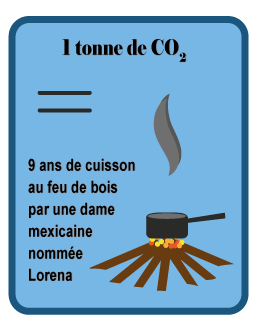 1 tonne de CO₂
9 ans de cuisson
au feu de bois
par une dame
mexicaine
nommée
Lorena